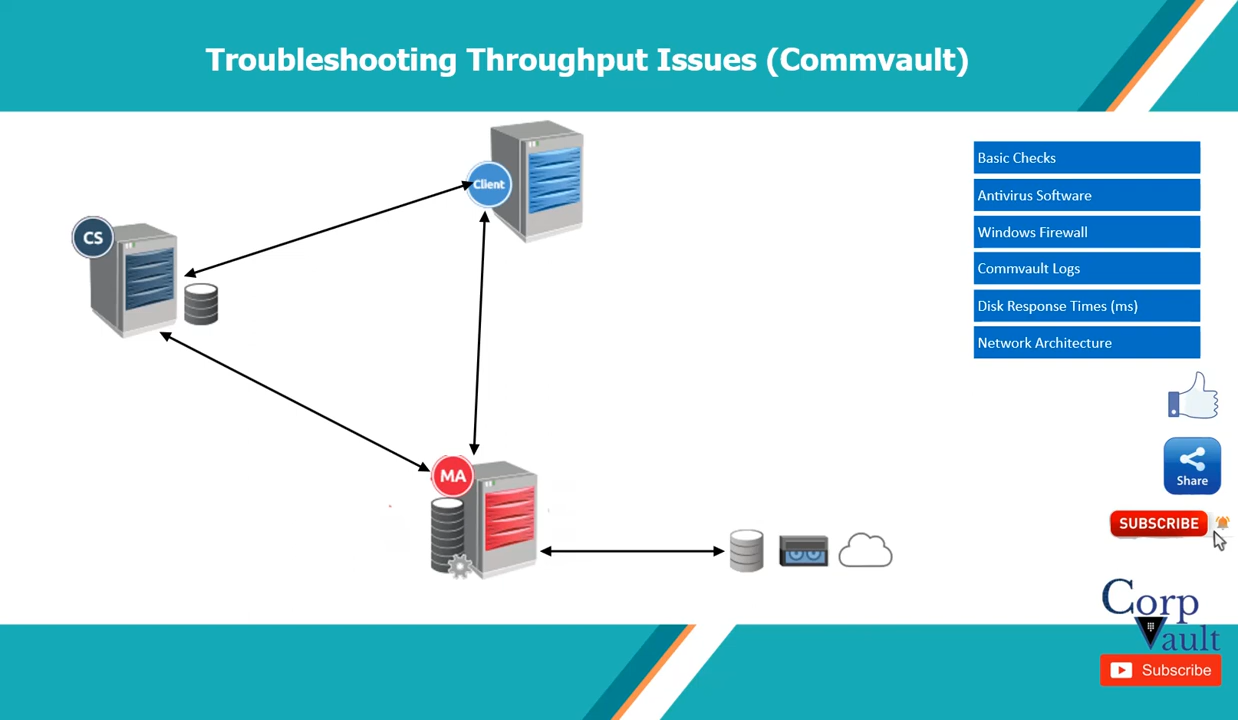 Troubleshooting Throughput Issues (Commvault)
Client
CS
MA
Basic Checks
Antivirus Software
Windows Firewall
Commvault Logs
Disk Response Times (ms)
Network Architecture
Share
SUBSCRIBE
Corp
Vault
Subscribe